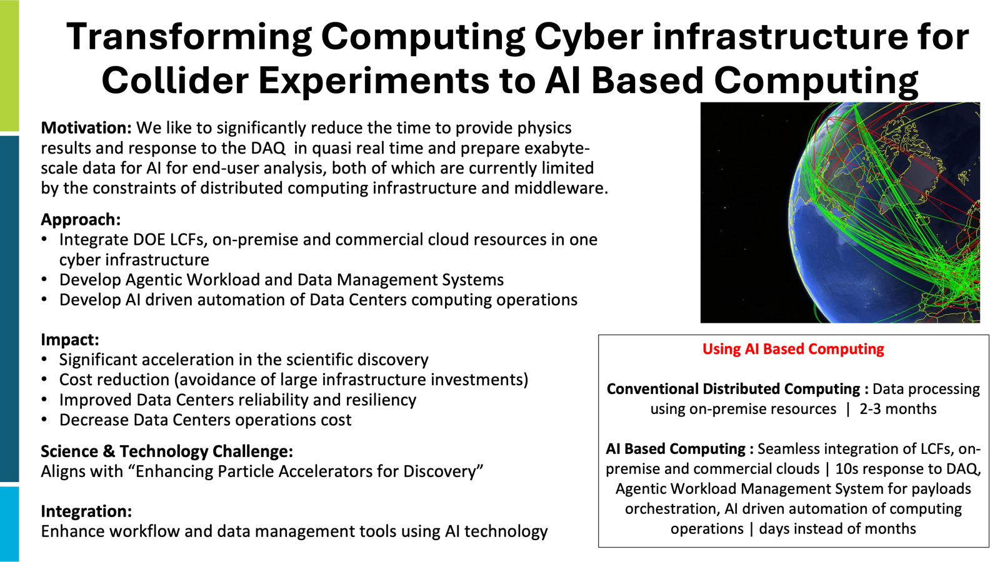 Transforming Computing Cyber infrastructure for
Collider Experiments to AI Based Computing
Motivation: We like to significantly reduce the time to provide physics
results and response to the DAQ  in quasi real time and prepare exabyte-
scale data for AI for end-user analysis, both of which are currently limited
by the constraints of distributed computing infrastructure and middleware.
Approach:
• Integrate DOE LCFs, on-premise and commercial cloud resources in one
cyber infrastructure
• Develop Agentic Workload and Data Management Systems
• Develop AI driven automation of Data Centers computing operations
Impact:
• Significant acceleration in the scientific discovery
• Cost reduction (avoidance of large infrastructure investments)
• Improved Data Centers reliability and resiliency
• Decrease Data Centers operations cost
Science & Technology Challenge:
Aligns with “Enhancing Particle Accelerators for Discovery”
Integration:
Enhance workflow and data management tools using AI technology
Using AI Based Computing
Conventional Distributed Computing : Data processing
using on-premise resources  |  2-3 months
AI Based Computing : Seamless integration of LCFs, on-
premise and commercial clouds | 10s response to DAQ,
Agentic Workload Management System for payloads
orchestration, AI driven automation of computing
operations | days instead of months